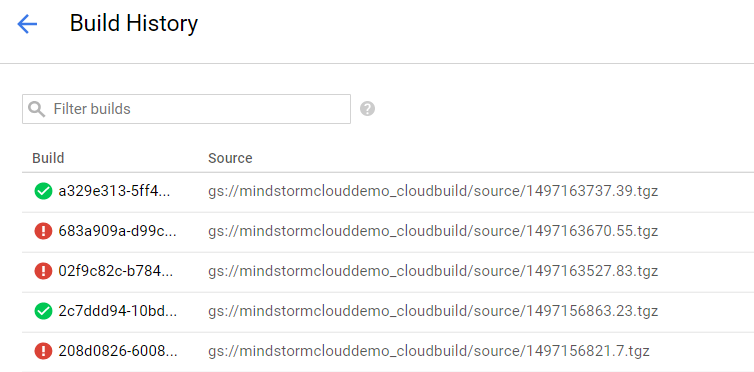 Build History
Filter builds ?
Build Source
a329e313-5ff4... gs://mindstormclouddemo_cloudbuild/source/1497163737.39.tgz
683a909a-d99c... gs://mindstormclouddemo_cloudbuild/source/1497163670.55.tgz
02f9c82c-b784... gs://mindstormclouddemo_cloudbuild/source/1497163527.83.tgz
2c7ddd94-10bd... gs://mindstormclouddemo_cloudbuild/source/1497156863.23.tgz
208d0826-6008... gs://mindstormclouddemo_cloudbuild/source/1497156821.7.tgz